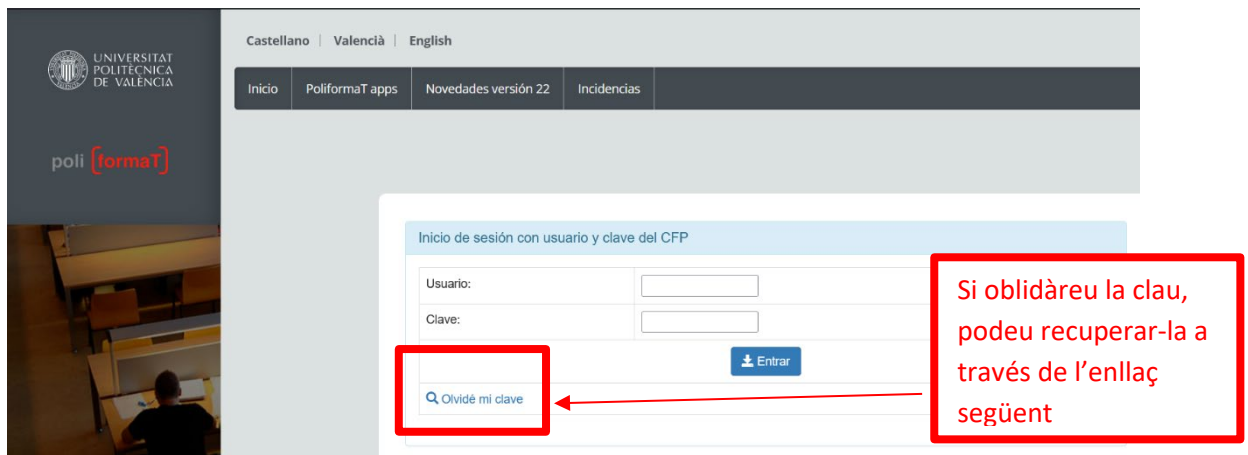 UNIVERSITAT
POLITÈCNICA
DE VALÈNCIA
Castellano | Valencià | English
Inicio PoliformaT apps Novedades versión 22 Incidencias
poli [formaT]
Inicio de sesión con usuario y clave del CFP
Usuario:
Clave:
Entrar
Olvidé mi clave
Si oblidàreu la clau,
podeu recuperar-la a
través de l’enllaç
següent